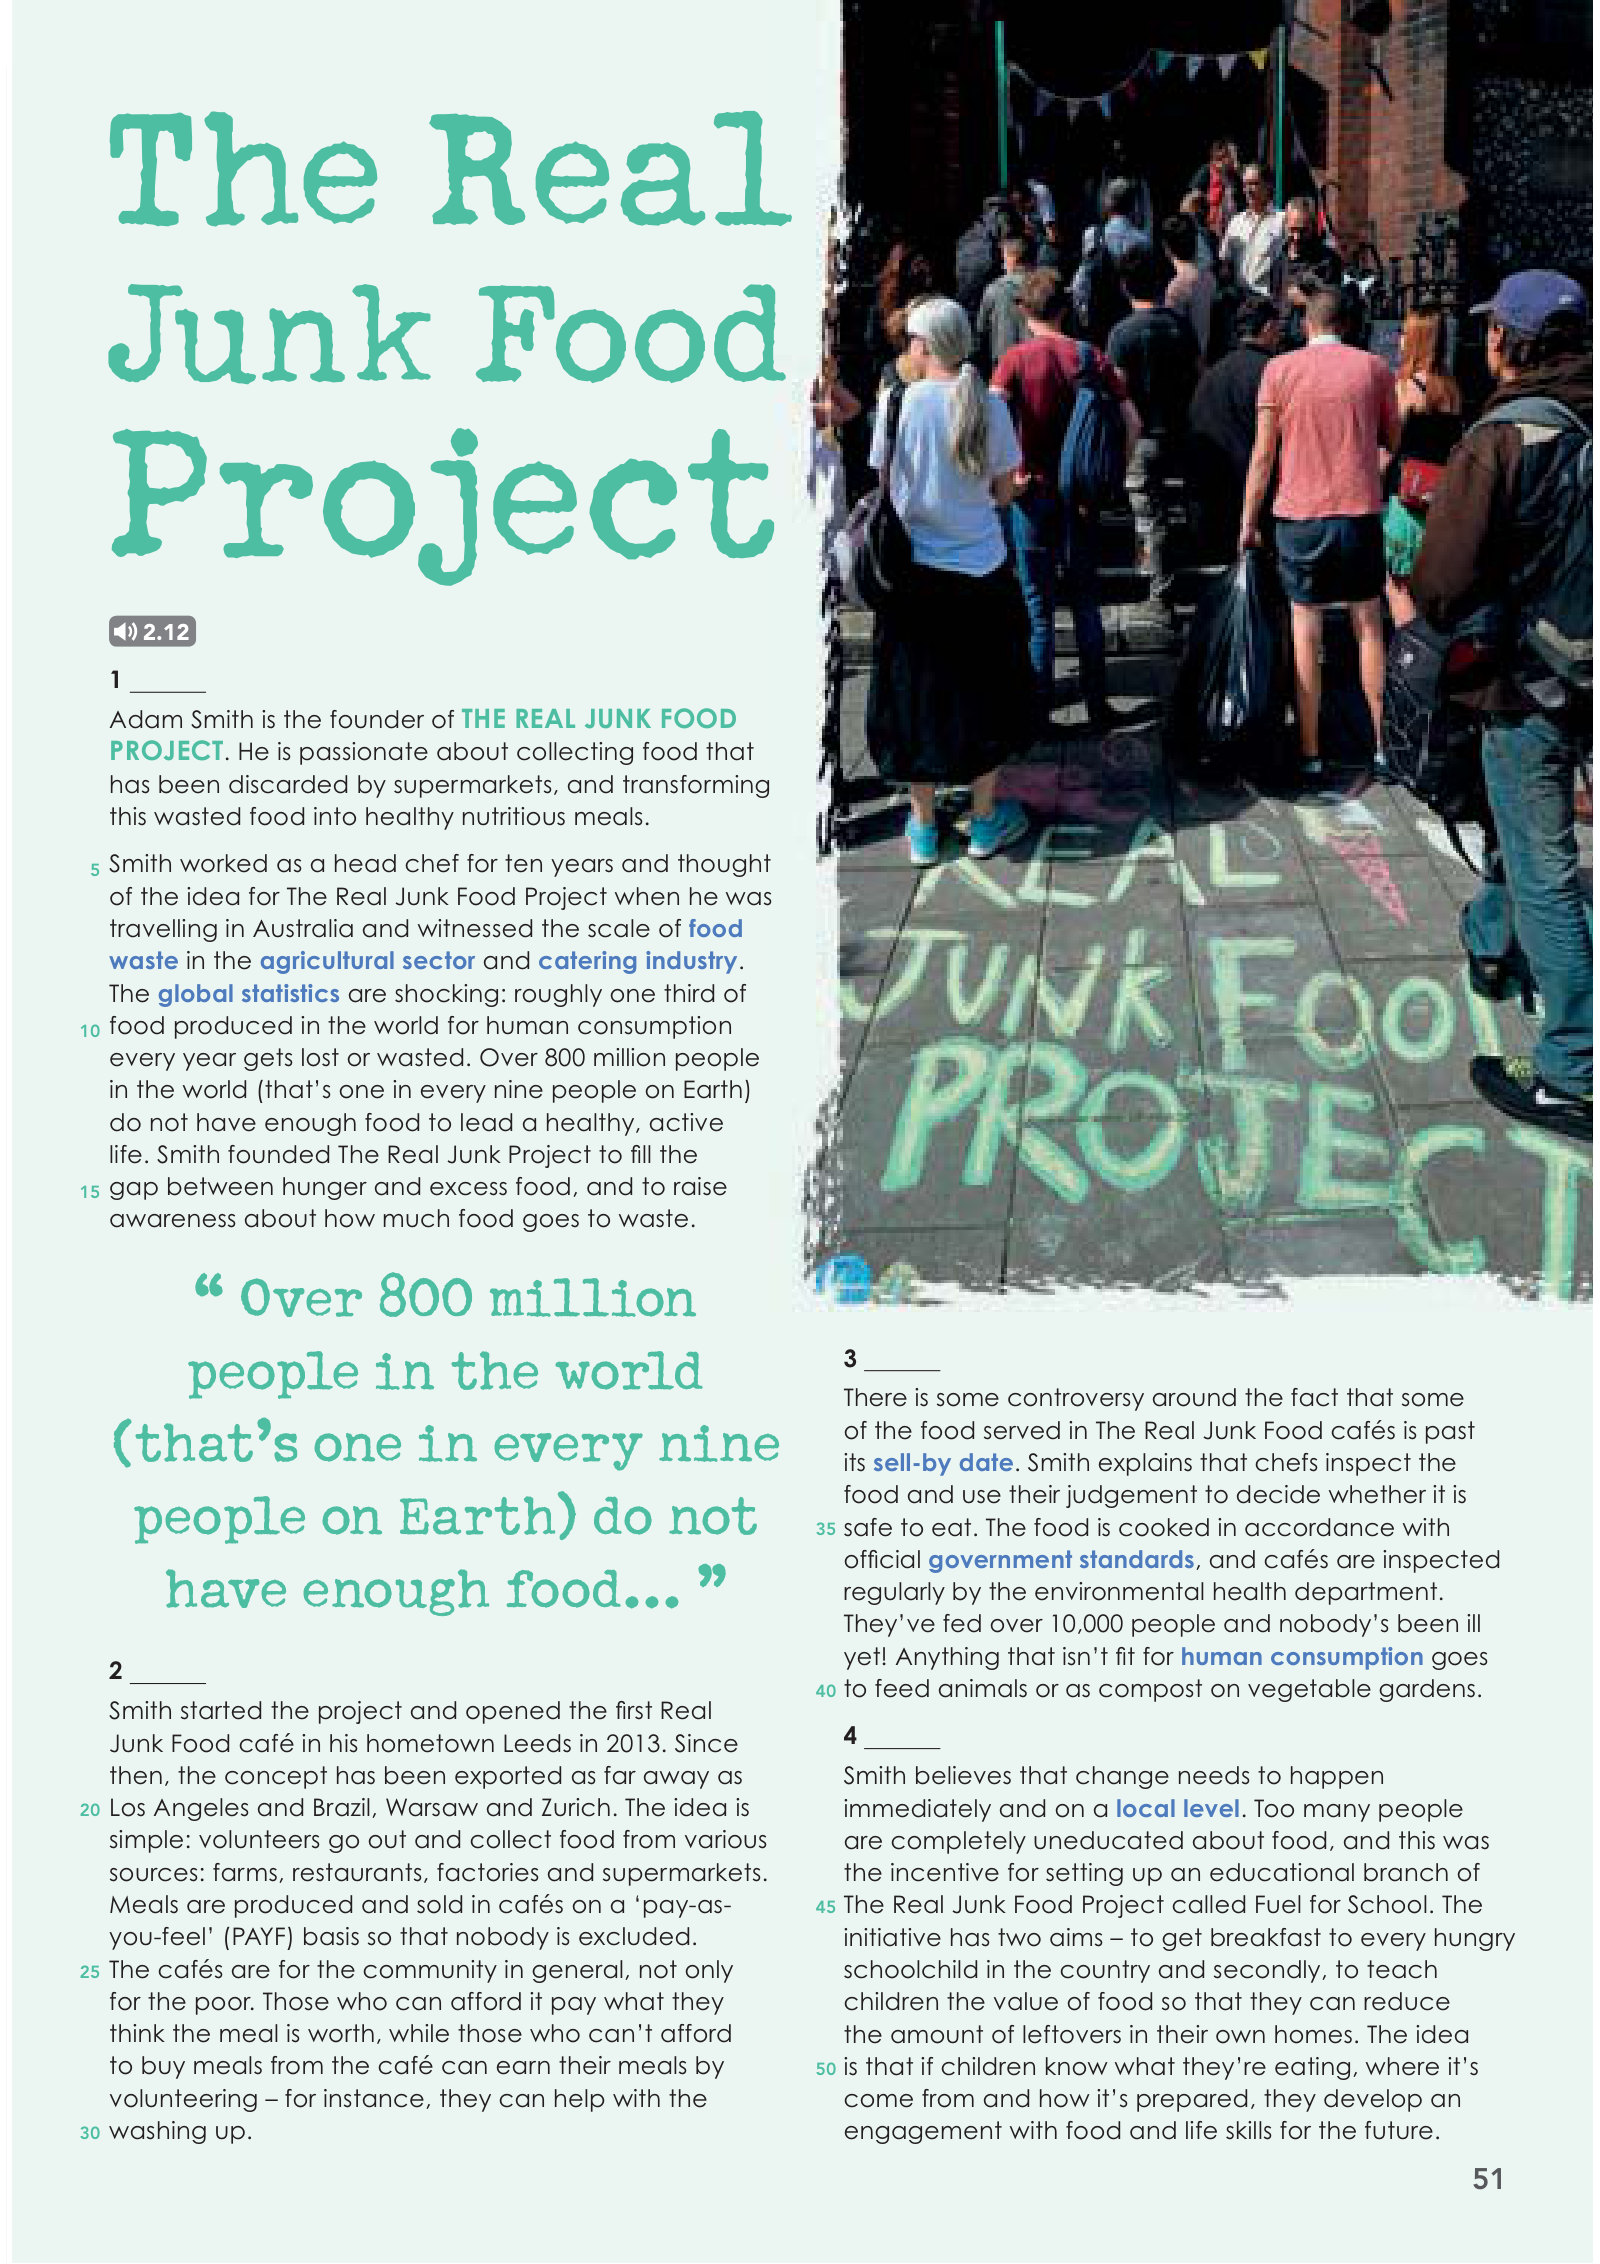 The Real
Junk Food
Project
2.12
1 ______
Adam Smith is the founder of THE REAL JUNK FOOD
PROJECT. He is passionate about collecting food that
has been discarded by supermarkets, and transforming
this wasted food into healthy nutritious meals.
5 Smith worked as a head chef for ten years and thought
of the idea for The Real Junk Food Project when he was
travelling in Australia and witnessed the scale of food
waste in the agricultural sector and catering industry.
The global statistics are shocking: roughly one third of
10 food produced in the world for human consumption
every year gets lost or wasted. Over 800 million people
in the world (that's one in every nine people on Earth)
do not have enough food to lead a healthy, active
life. Smith founded The Real Junk Project to fill the
15 gap between hunger and excess food, and to raise
awareness about how much food goes to waste.
“ Over 800 million
people in the world
(that's one in every nine
people on Earth) do not
have enough food... ”
2 ______
Smith started the project and opened the first Real
Junk Food café in his hometown Leeds in 2013. Since
then, the concept has been exported as far away as
20 Los Angeles and Brazil, Warsaw and Zurich. The idea is
simple: volunteers go out and collect food from various
sources: farms, restaurants, factories and supermarkets.
Meals are produced and sold in cafés on a ‘pay-as-
you-feel’ (PAYF) basis so that nobody is excluded.
25 The cafés are for the community in general, not only
for the poor. Those who can afford it pay what they
think the meal is worth, while those who can't afford
to buy meals from the café can earn their meals by
volunteering – for instance, they can help with the
30 washing up.
REAL
JUNK FOOD
PROJECT
3 ______
There is some controversy around the fact that some
of the food served in The Real Junk Food cafés is past
its sell-by date. Smith explains that chefs inspect the
food and use their judgement to decide whether it is
35 safe to eat. The food is cooked in accordance with
official government standards, and cafés are inspected
regularly by the environmental health department.
They've fed over 10,000 people and nobody's been ill
yet! Anything that isn't fit for human consumption goes
40 to feed animals or as compost on vegetable gardens.
4 ______
Smith believes that change needs to happen
immediately and on a local level. Too many people
are completely uneducated about food, and this was
the incentive for setting up an educational branch of
45 The Real Junk Food Project called Fuel for School. The
initiative has two aims – to get breakfast to every hungry
schoolchild in the country and secondly, to teach
children the value of food so that they can reduce
the amount of leftovers in their own homes. The idea
50 is that if children know what they're eating, where it's
come from and how it's prepared, they develop an
engagement with food and life skills for the future.
51